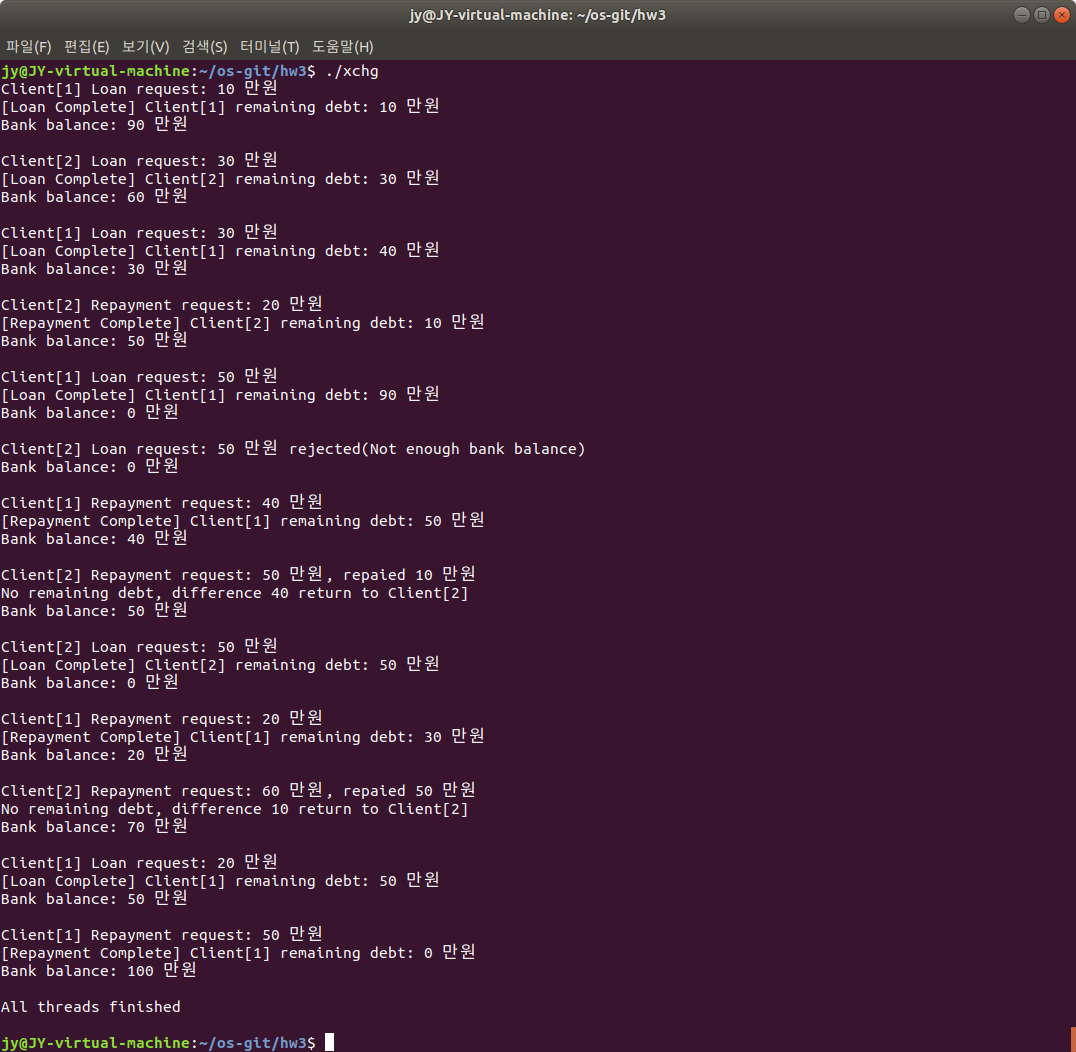 jy@JY-virtual-machine: ~/os-git/hw3
파일(F) 편집(E) 보기(V) 검색(S) 터미널(T) 도움말(H)
jy@JY-virtual-machine:~/os-git/hw3$ ./xchg
Client[1] Loan request: 10 만원
[Loan Complete] Client[1] remaining debt: 10 만원
Bank balance: 90 만원
Client[2] Loan request: 30 만원
[Loan Complete] Client[2] remaining debt: 30 만원
Bank balance: 60 만원
Client[1] Loan request: 30 만원
[Loan Complete] Client[1] remaining debt: 40 만원
Bank balance: 30 만원
Client[2] Repayment request: 20 만원
[Repayment Complete] Client[2] remaining debt: 10 만원
Bank balance: 50 만원
Client[1] Loan request: 50 만원
[Loan Complete] Client[1] remaining debt: 90 만원
Bank balance: 0 만원
Client[2] Loan request: 50 만원 rejected(Not enough bank balance)
Bank balance: 0 만원
Client[1] Repayment request: 40 만원
[Repayment Complete] Client[1] remaining debt: 50 만원
Bank balance: 40 만원
Client[2] Repayment request: 50 만원, repaied 10 만원
No remaining debt, difference 40 return to Client[2]
Bank balance: 50 만원
Client[2] Loan request: 50 만원
[Loan Complete] Client[2] remaining debt: 50 만원
Bank balance: 0 만원
Client[1] Repayment request: 20 만원
[Repayment Complete] Client[1] remaining debt: 30 만원
Bank balance: 20 만원
Client[2] Repayment request: 60 만원, repaied 50 만원
No remaining debt, difference 10 return to Client[2]
Bank balance: 70 만원
Client[1] Loan request: 20 만원
[Loan Complete] Client[1] remaining debt: 50 만원
Bank balance: 50 만원
Client[1] Repayment request: 50 만원
[Repayment Complete] Client[1] remaining debt: 0 만원
Bank balance: 100 만원
All threads finished
jy@JY-virtual-machine:~/os-git/hw3$